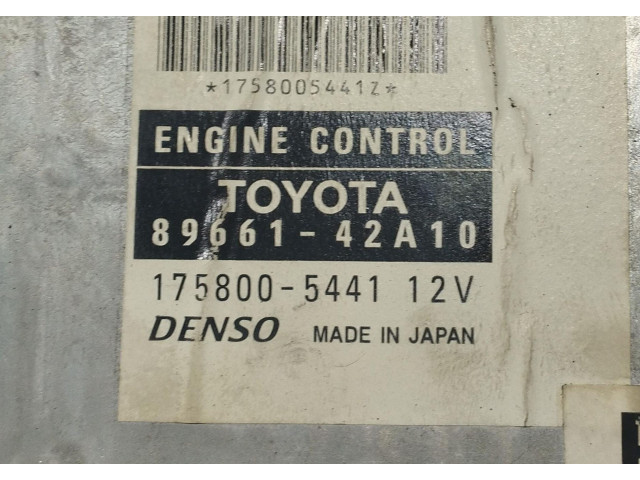 *1758005441Z*
ENGINE CONTROL
TOYOTA
89661-42A10
175800-5441 12V
DENSO MADE IN JAPAN